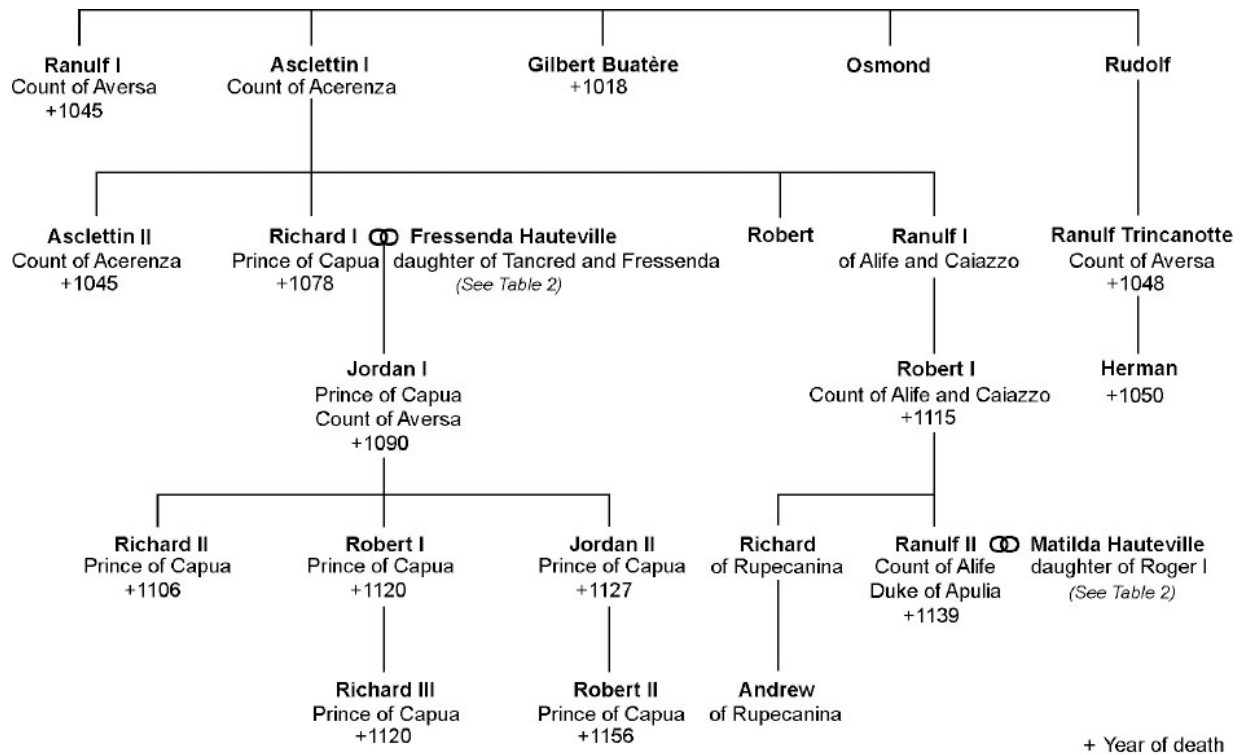 Ranulf I
Count of Aversa
+1045
Asclettin I
Count of Acerenza
Gilbert Buatère
+1018
Osmond
Rudolf
Asclettin II
Count of Acerenza
+1045
Richard I
Prince of Capua
+1078
Fressenda Hauteville
daughter of Tancred and Fressenda
(See Table 2)
Robert
Ranulf I
of Alife and Caiazzo
Ranulf Trincanotte
Count of Aversa
+1048
Jordan I
Prince of Capua
Count of Aversa
+1090
Robert I
Count of Alife and Caiazzo
+1115
Herman
+1050
Richard II
Prince of Capua
+1106
Robert I
Prince of Capua
+1120
Jordan II
Prince of Capua
+1127
Richard
of Rupecanina
Ranulf II
Count of Alife
Duke of Apulia
+1139
Matilda Hauteville
daughter of Roger I
(See Table 2)
Richard III
Prince of Capua
+1120
Robert II
Prince of Capua
+1156
Andrew
of Rupecanina
+ Year of death